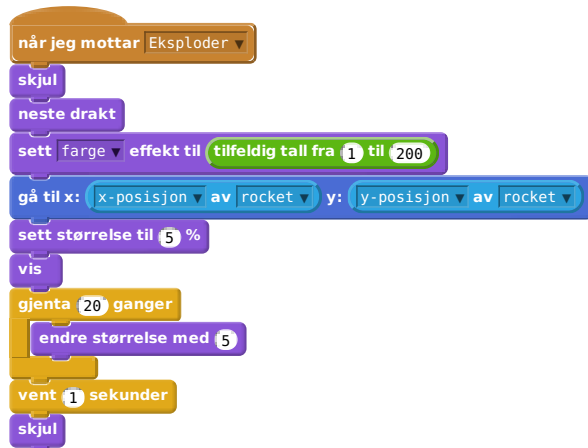 når jeg mottar Eksploder
skjul
neste drakt
sett farge effekt til tilfeldig tall fra 1 til 200
gå til x: x-posisjon av rocket y: y-posisjon av rocket
sett størrelse til 5 %
vis
gjenta 20 ganger
endre størrelse med 5
vent 1 sekunder
skjul